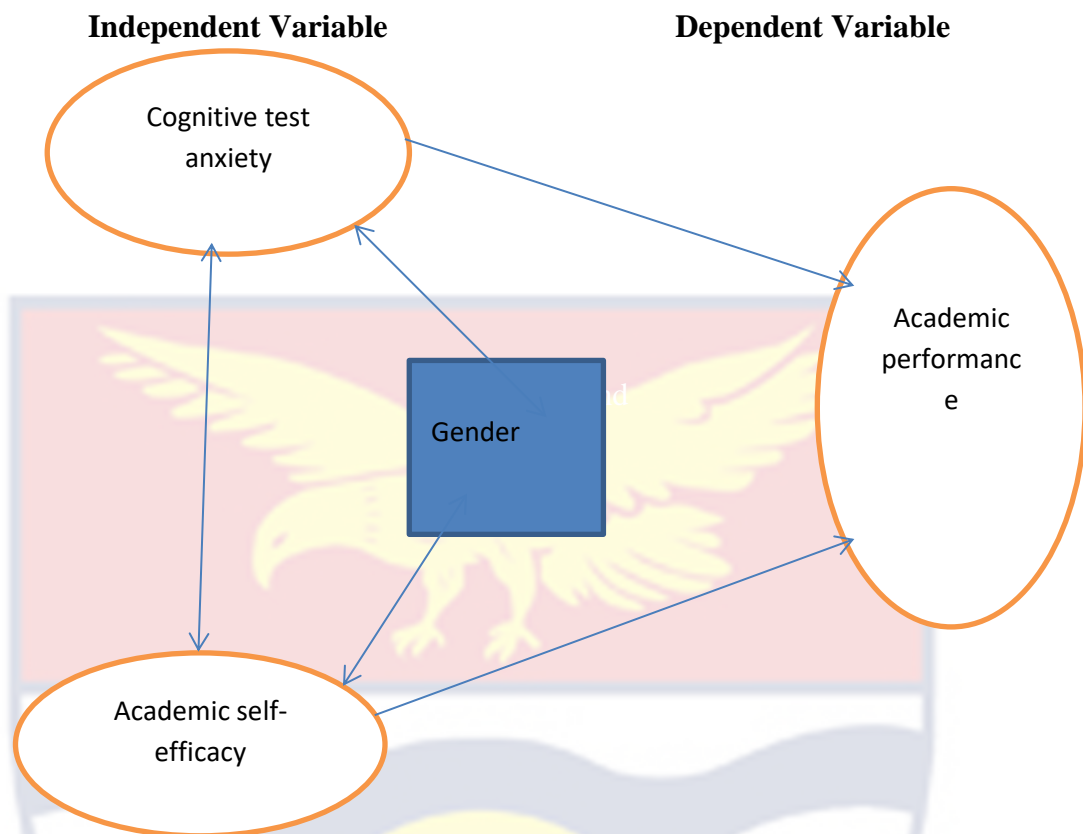 Independent Variable Dependent Variable
Cognitive test
anxiety
Academic
performanc
e
Gender
Academic self-
efficacy